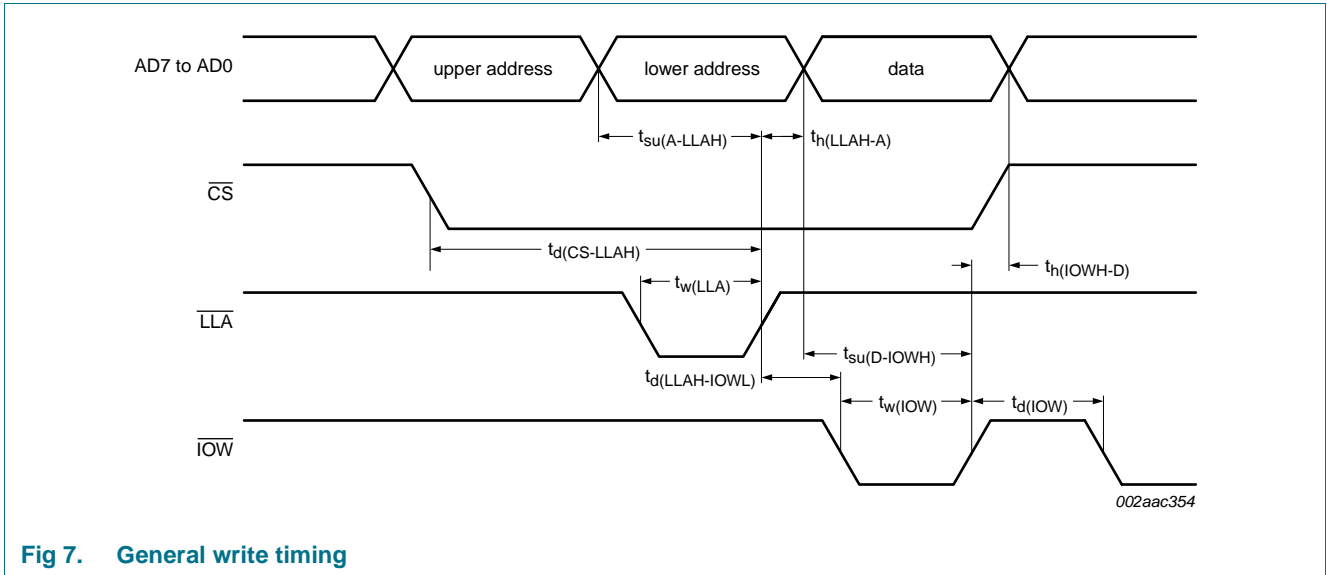 AD7 to AD0
upper address
lower address
data
tsu(A-LLAH)
th(LLAH-A)
CS
td(CS-LLAH)
th(IOWH-D)
tw(LLA)
LLA
tsu(D-IOWH)
td(LLAH-IOWL)
tw(IOW)
td(IOW)
IOW
002aac354
Fig 7. General write timing